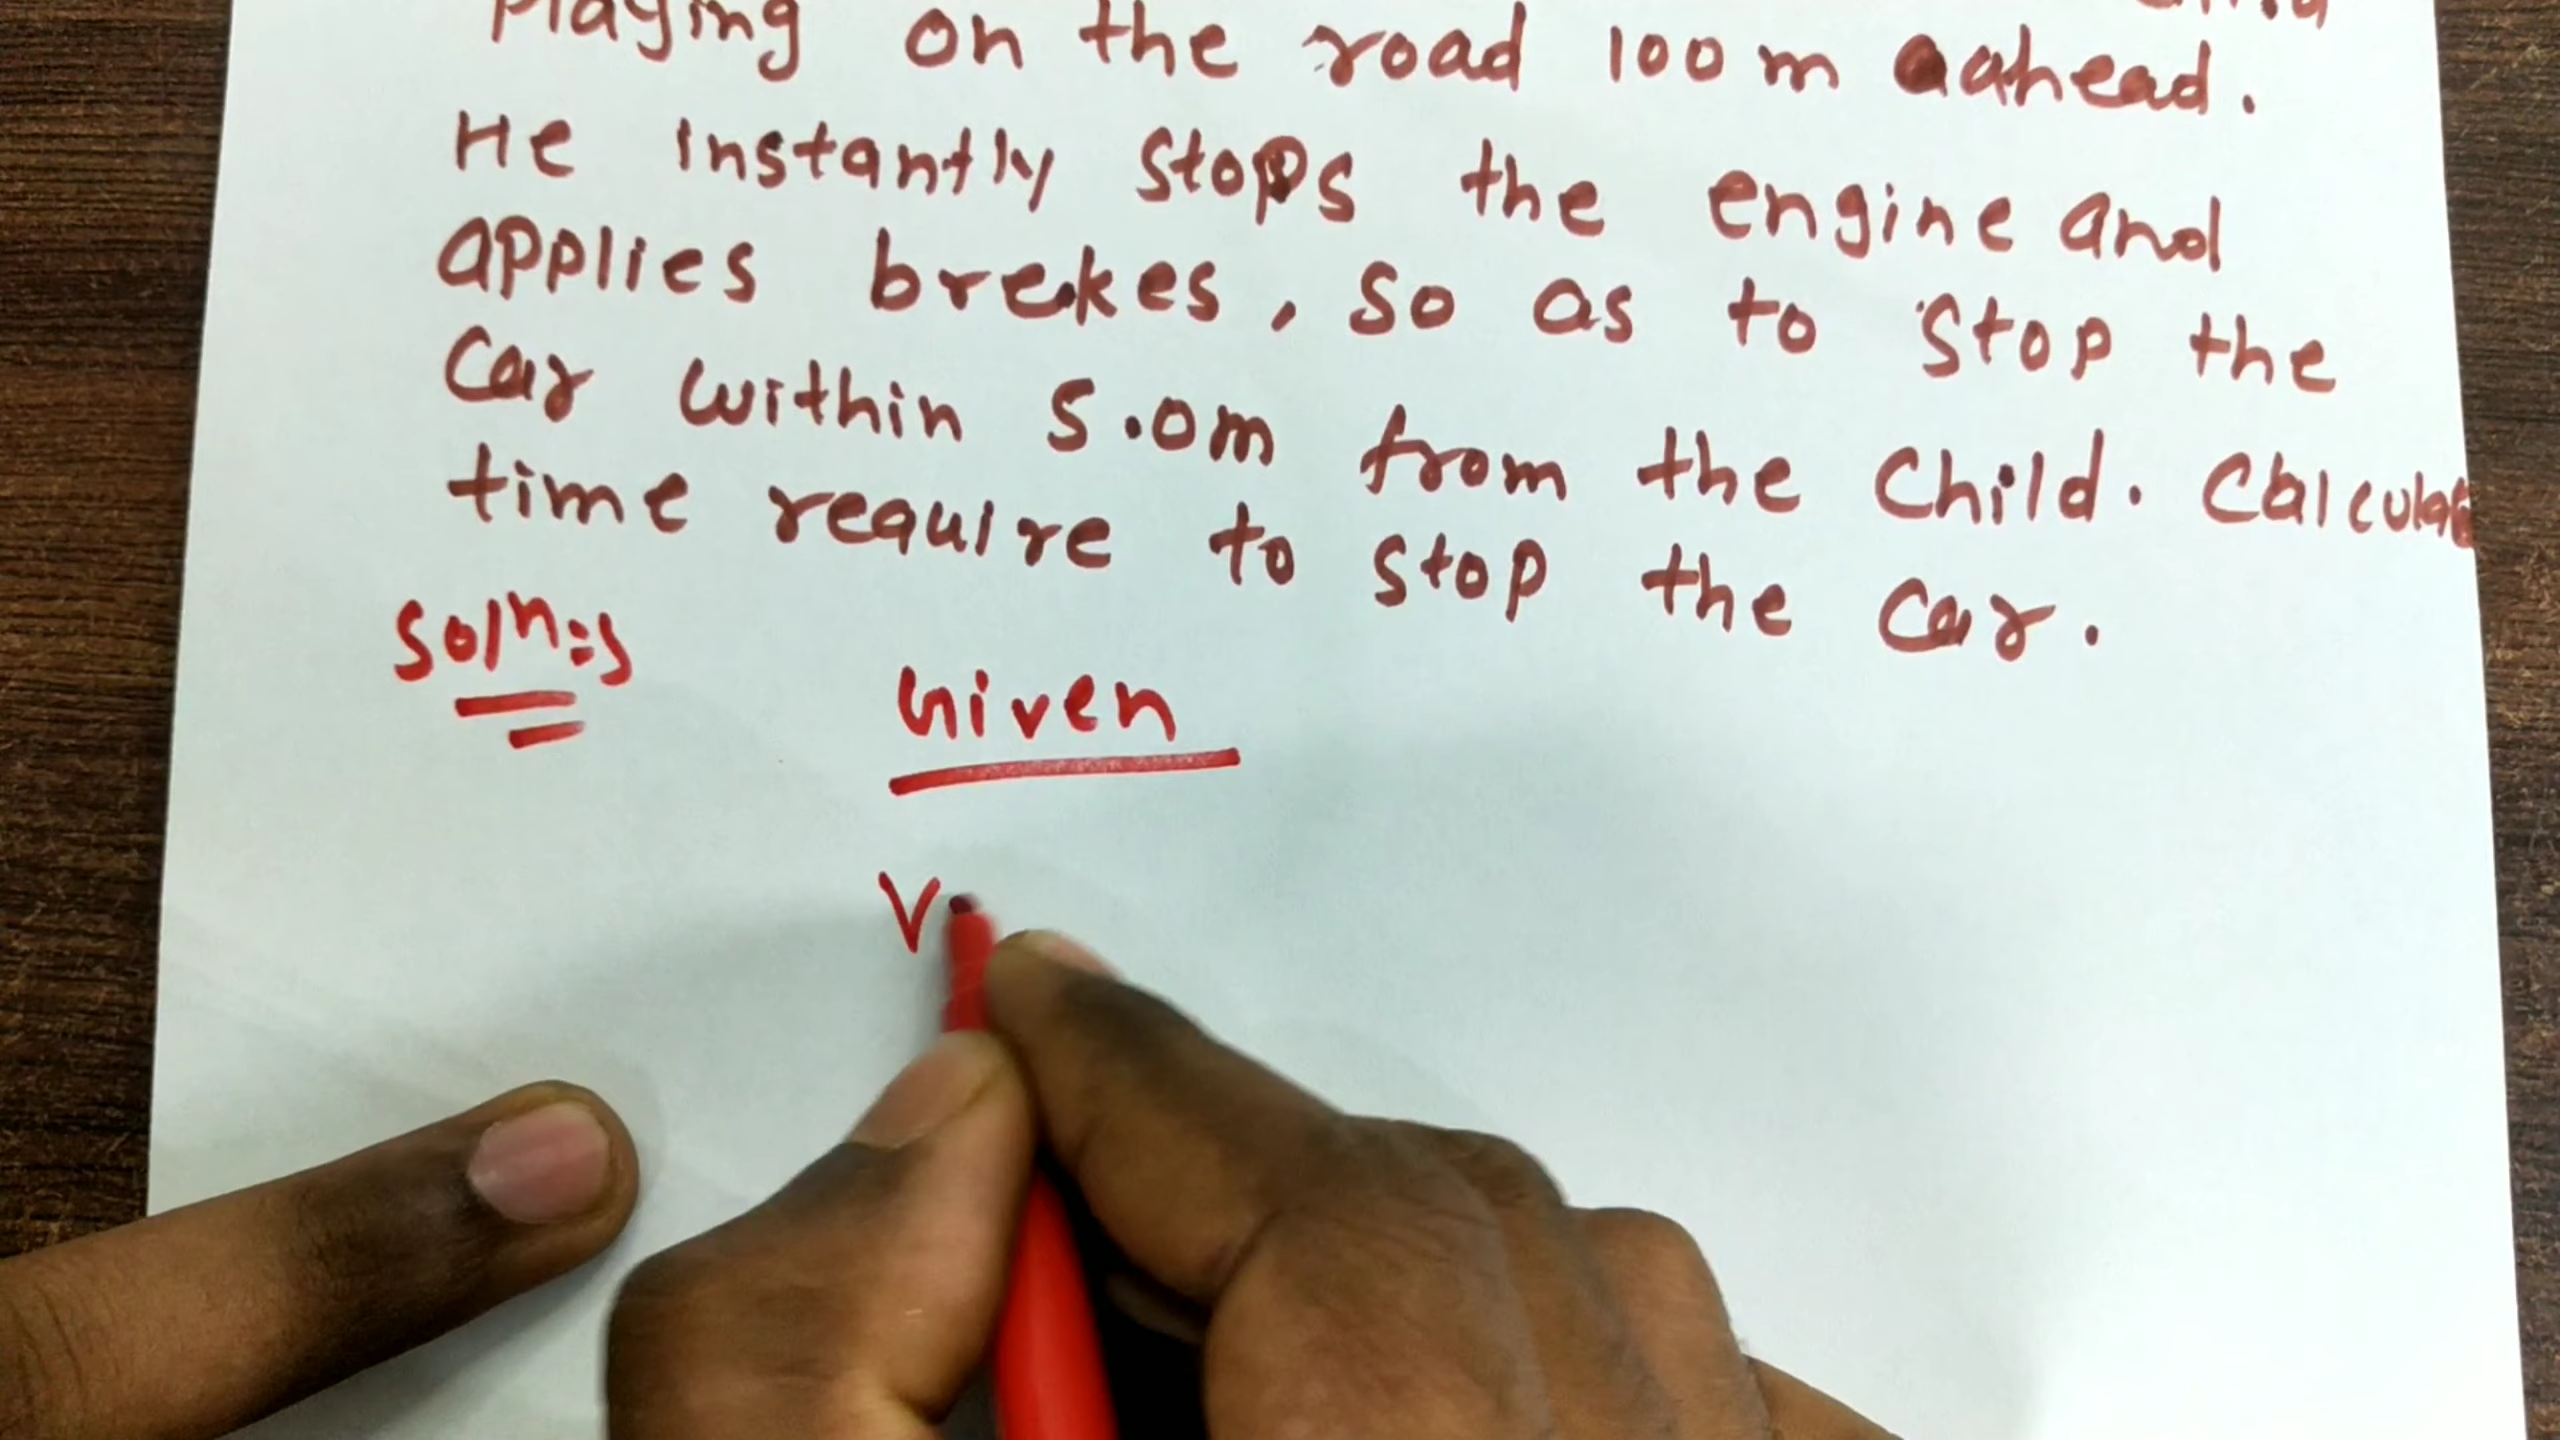 Playing on the road 100 m aahead.
He instantly stops the engine and
applies brekes, so as to stop the
car within 5.0m from the child. Calculate
time require to stop the car.
Soln:⇒
Given
V